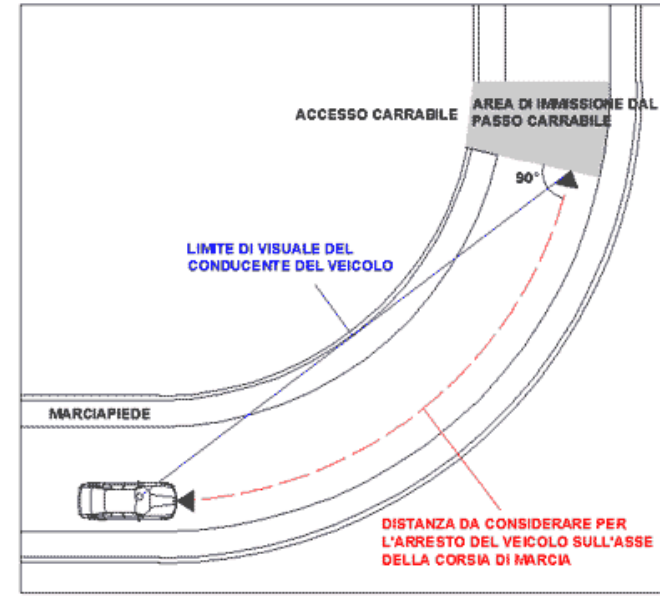 ACCESSO CARRABILE
AREA DI IMMISSIONE DAL
PASSO CARRABILE
90°
LIMITE DI VISUALE DEL
CONDUCENTE DEL VEICOLO
MARCIAPIEDE
DISTANZA DA CONSIDERARE PER
L'ARRESTO DEL VEICOLO SULL'ASSE
DELLA CORSIA DI MARCIA